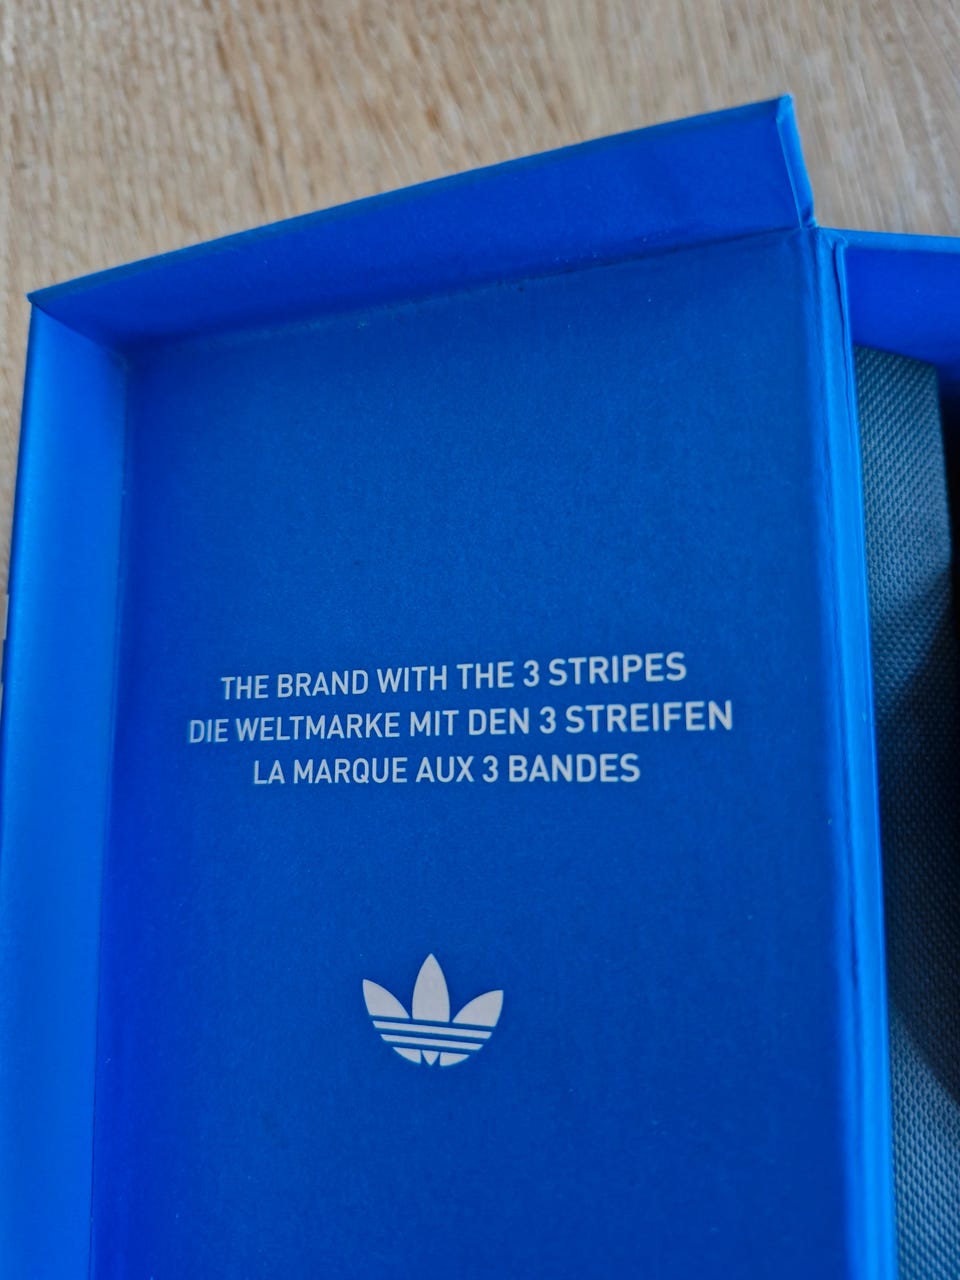 THE BRAND WITH THE 3 STRIPES
DIE WELTMARKE MIT DEN 3 STREIFEN
LA MARQUE AUX 3 BANDES